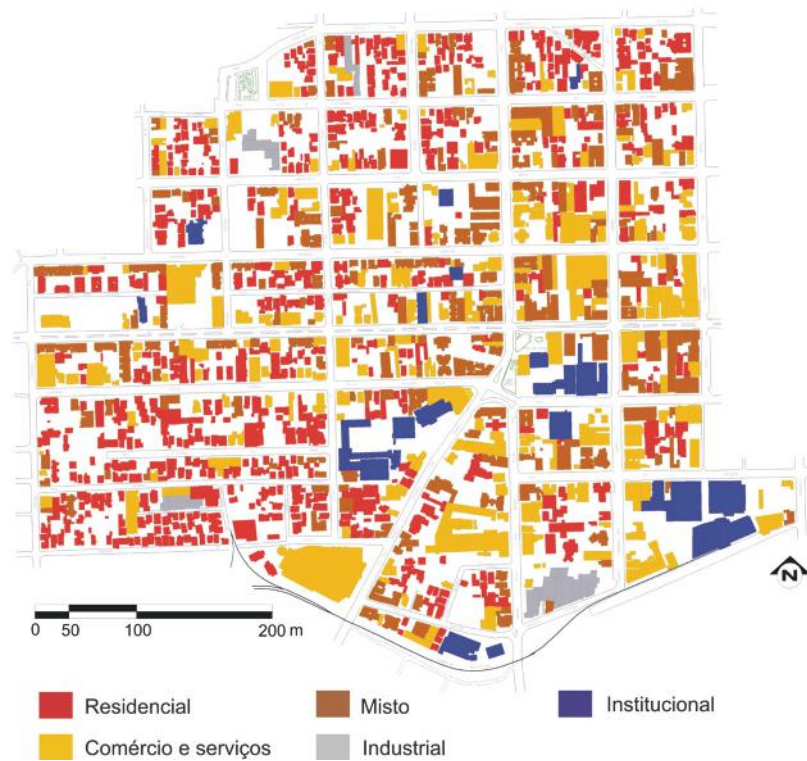 N
0 50 100 200 m
Residencial Misto Institucional
Comércio e serviços Industrial